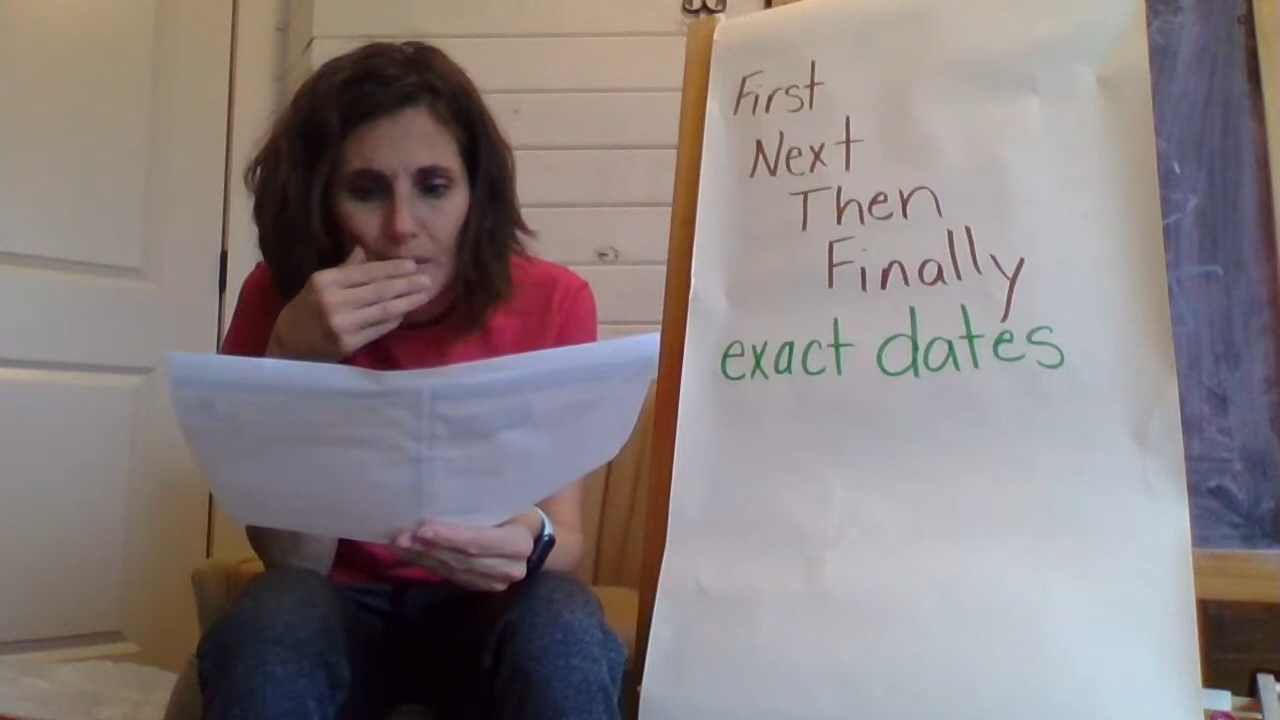 First
Next
Then
Finally
exact dates